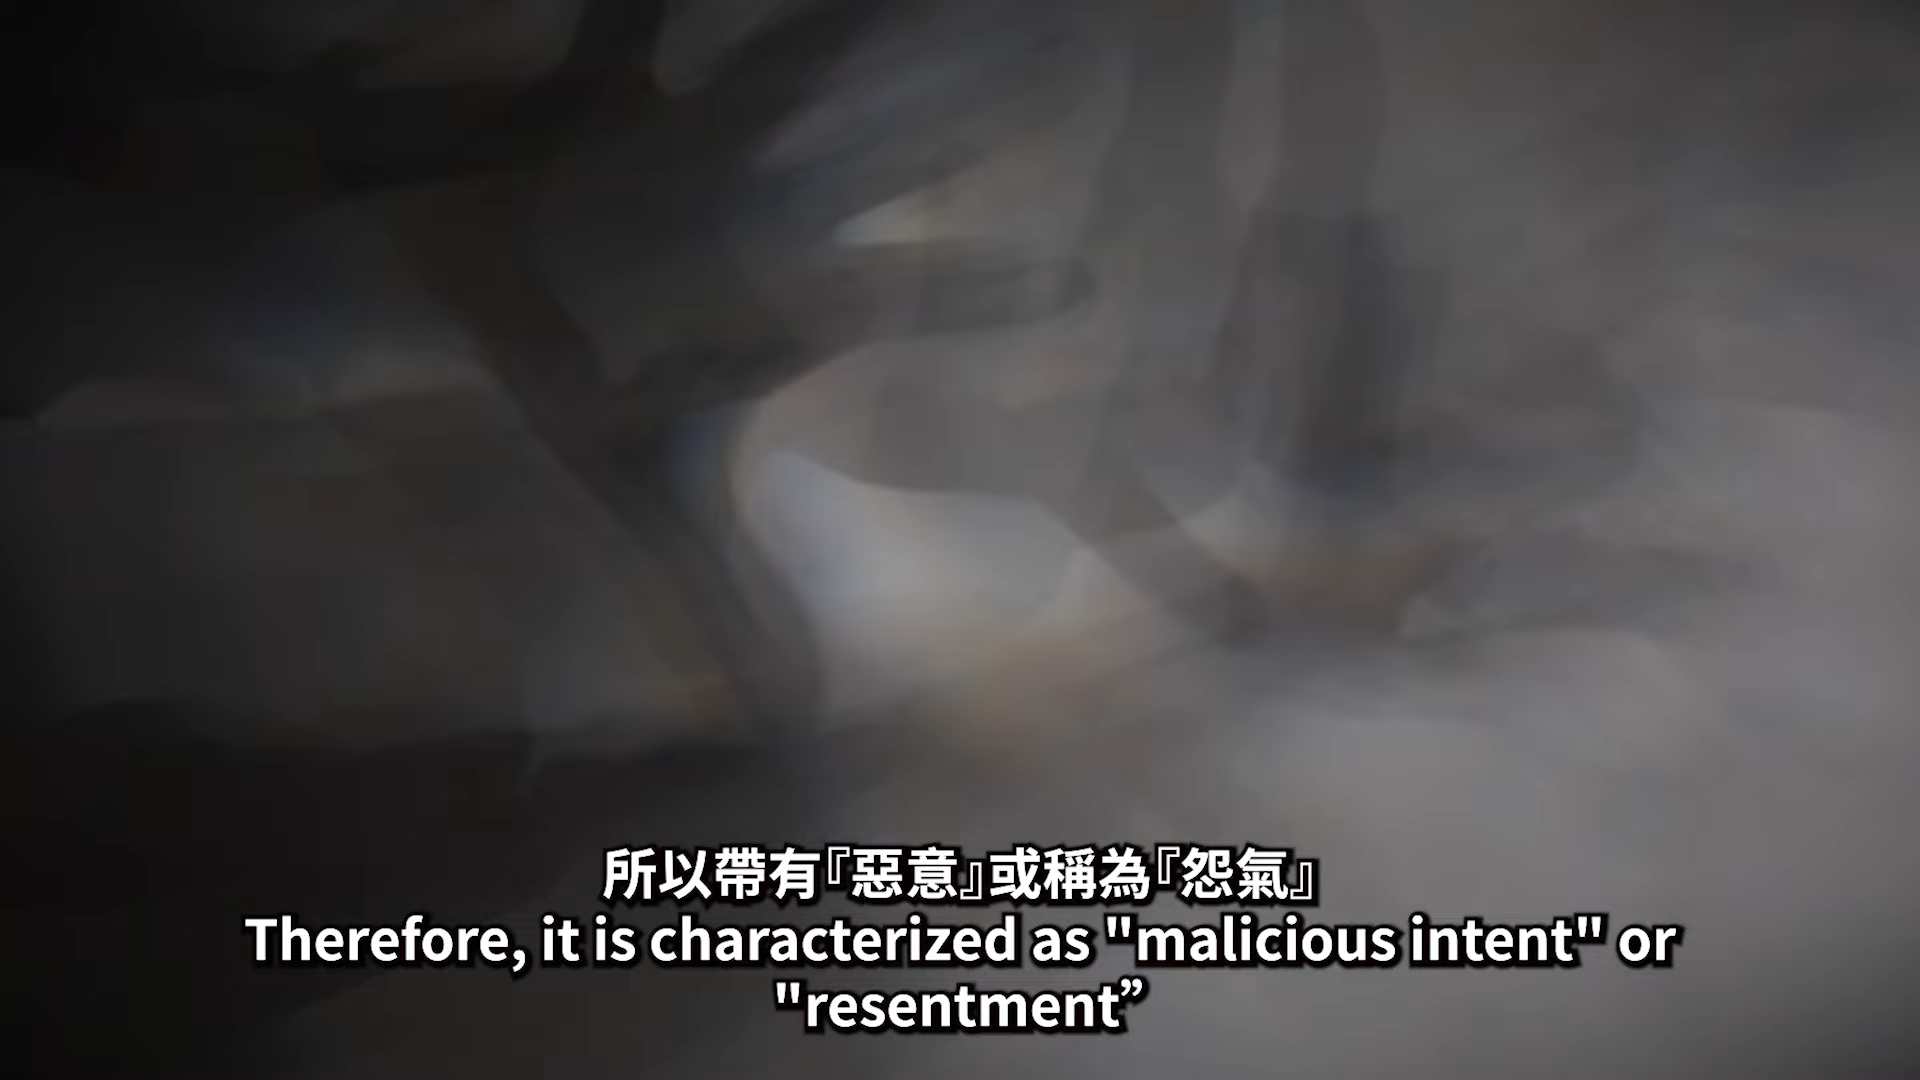 所以帶有『惡意』或稱為『怨氣』
Therefore, it is characterized as "malicious intent" or
"resentment”